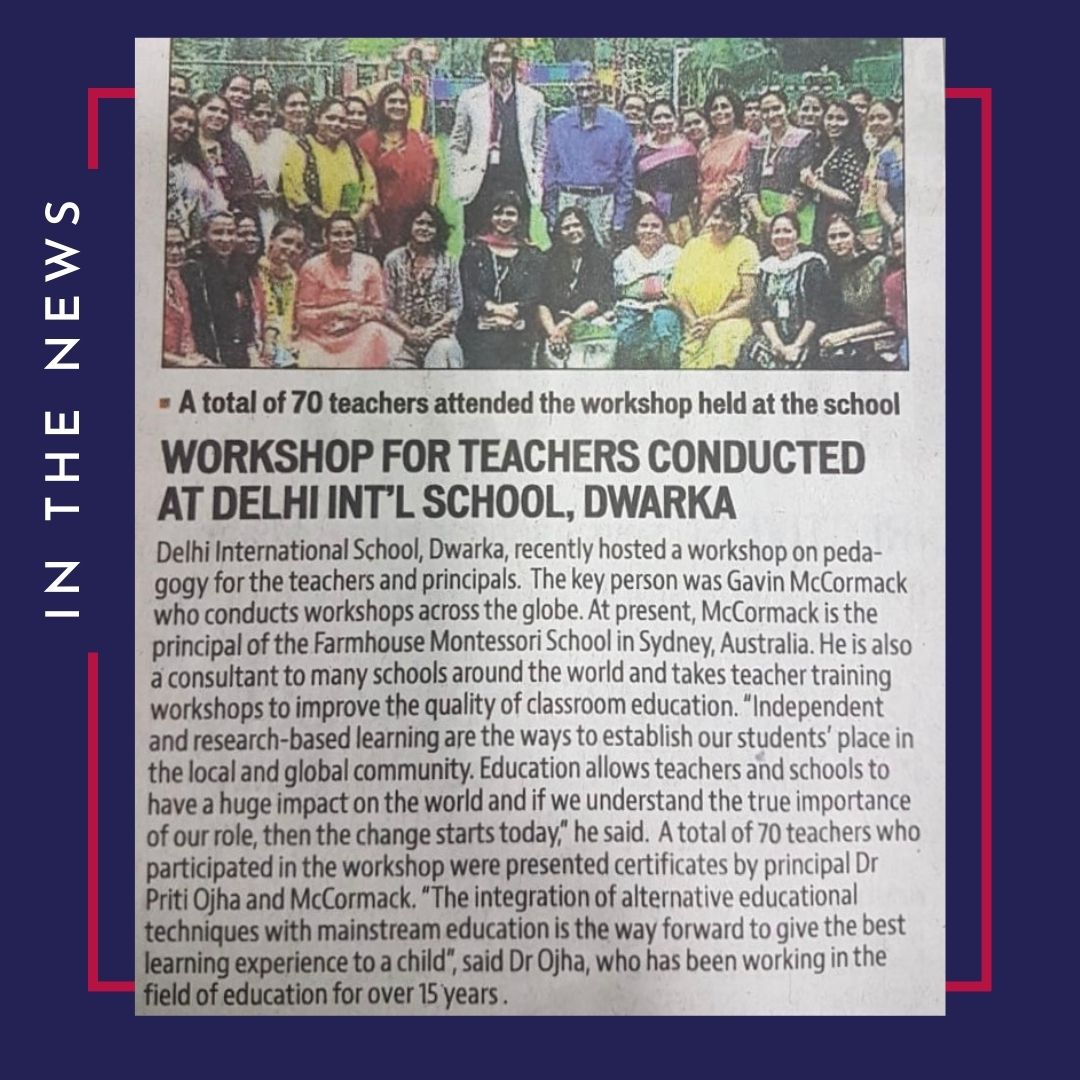 IN THE NEWS
A total of 70 teachers attended the workshop held at the school
WORKSHOP FOR TEACHERS CONDUCTED
AT DELHI INT'L SCHOOL, DWARKA
Delhi International School, Dwarka, recently hosted a workshop on peda-
gogy for the teachers and principals. The key person was Gavin McCormack
who conducts workshops across the globe. At present, McCormack is the
principal of the Farmhouse Montessori School in Sydney, Australia. He is also
a consultant to many schools around the world and takes teacher training
workshops to improve the quality of classroom education. "Independent
and research-based learning are the ways to establish our students' place in
the local and global community. Education allows teachers and schools to
have a huge impact on the world and if we understand the true importance
of our role, then the change starts today," he said. A total of 70 teachers who
participated in the workshop were presented certificates by principal Dr
Priti Ojha and McCormack. "The integration of alternative educational
techniques with mainstream education is the way forward to give the best
learning experience to a child", said Dr Ojha, who has been working in the
field of education for over 15 years.